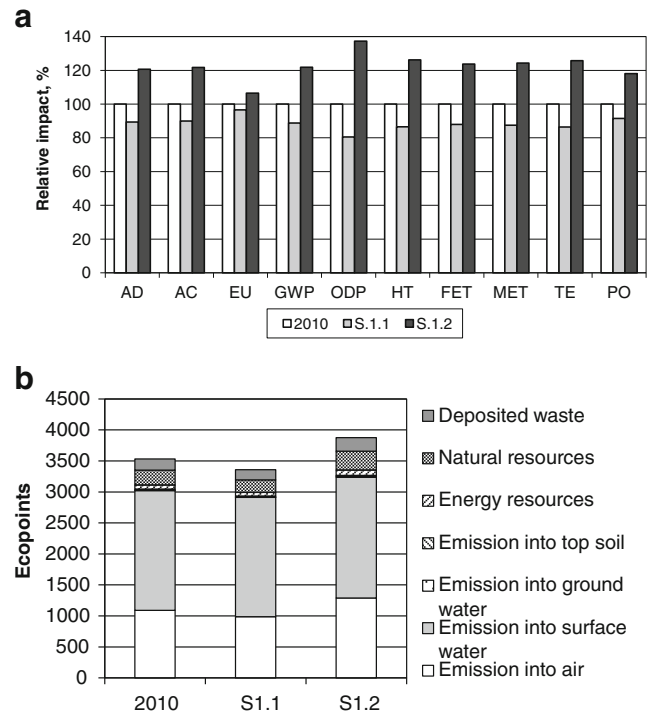 a
Relative impact, %
140
120
100
80
60
40
20
0
AD AC EU GWP ODP HT FET MET TE PO
2010 S.1.1 S.1.2
b
Ecopoints
4500
4000
3500
3000
2500
2000
1500
1000
500
0
2010 S1.1 S1.2
Deposited waste
Natural resources
Energy resources
Emission into top soil
Emission into ground
water
Emission into surface
water
Emission into air